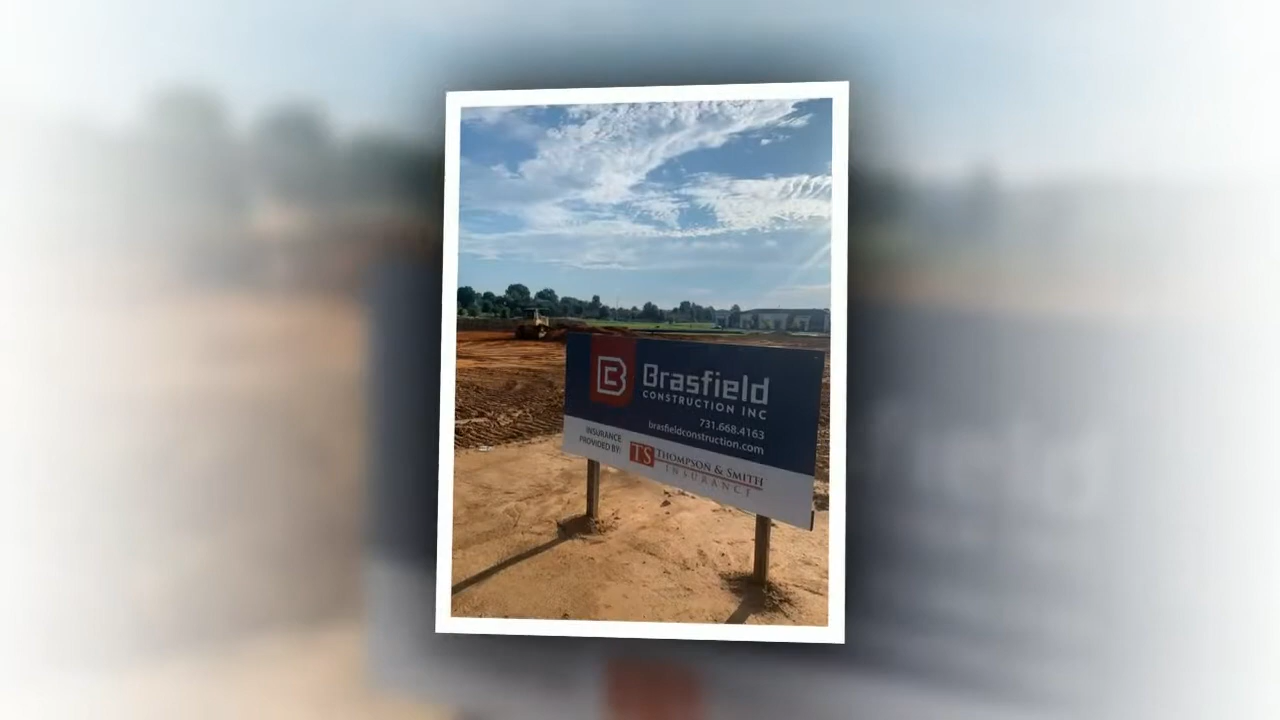 B
Brasfield
CONSTRUCTION INC
731.668.4163
brasfieldconstruction.com
INSURANCE
PROVIDED BY:
TS THOMPSON & SMITH
INSURANCE